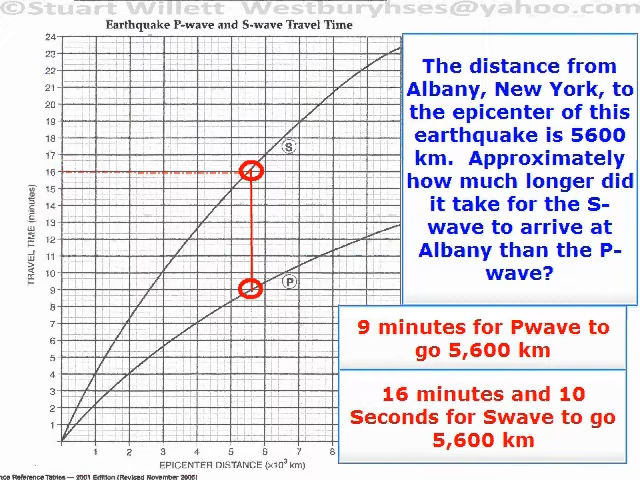 ©Stuart Willett Westburyhses@yahoo.com
Earthquake P-wave and S-wave Travel Time
24
23
22
21
20
19
18
17
16
15
14
13
12
11
10
9
8
7
6
5
4
3
2
1
TRAVEL TIME (minutes)
S
P
1 2 3 4 5 6 7 8
EPICENTER DISTANCE (×10³ km)
nce Reference Tables — 2001 Edition (Revised November 2006)
The distance from
Albany, New York, to
the epicenter of this
earthquake is 5600
km. Approximately
how much longer did
it take for the S-
wave to arrive at
Albany than the P-
wave?
9 minutes for Pwave to
go 5,600 km
16 minutes and 10
Seconds for Swave to go
5,600 km